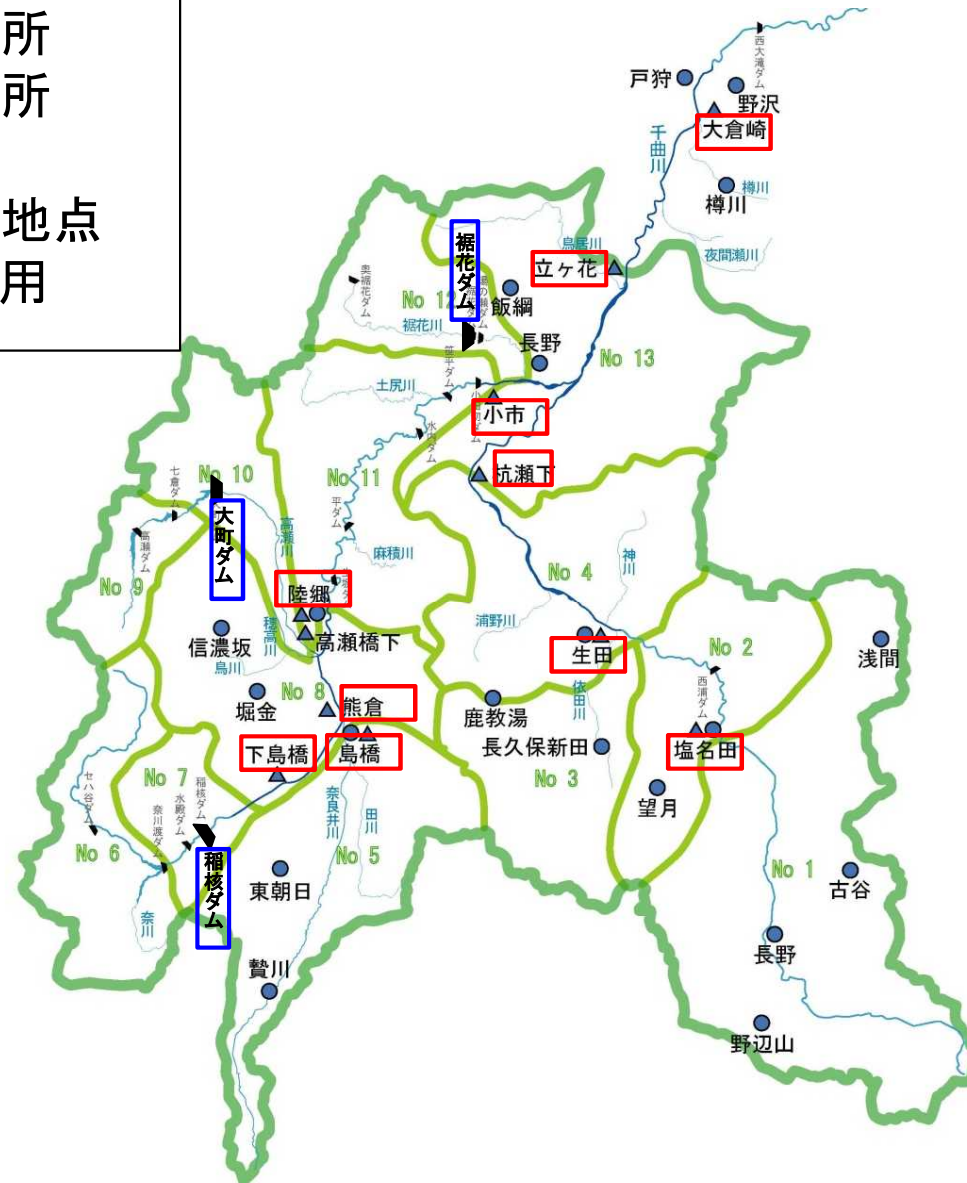 所
所
地点
用
西大滝ダム
戸狩
野沢
大倉崎
千曲川
樽川
樽川
夜間瀬川
鳥居川
立ヶ花
裾花ダム
奥裾花ダム
No 12
飯綱
裾花川
長野
No 13
笹平ダム
土尻川
小市
水内ダム
杭瀬下
No 10
No 11
七倉ダム
大町ダム
高瀬ダム
高瀬川
平ダム
麻積川
神川
No 4
No 9
陸郷
浦野川
穂高川
高瀬橋下
信濃坂
烏川
生田
No 2
浅間
西浦ダム
依田川
堀金
No 8
熊倉
鹿教湯
下島橋
島橋
長久保新田
塩名田
No 3
望月
No 7
セバ谷ダム
稲核ダム
水殿ダム
奈川渡ダム
奈良井川
田川
No 6
稲核ダム
No 5
No 1
東朝日
古谷
奈川
長野
贄川
野辺山